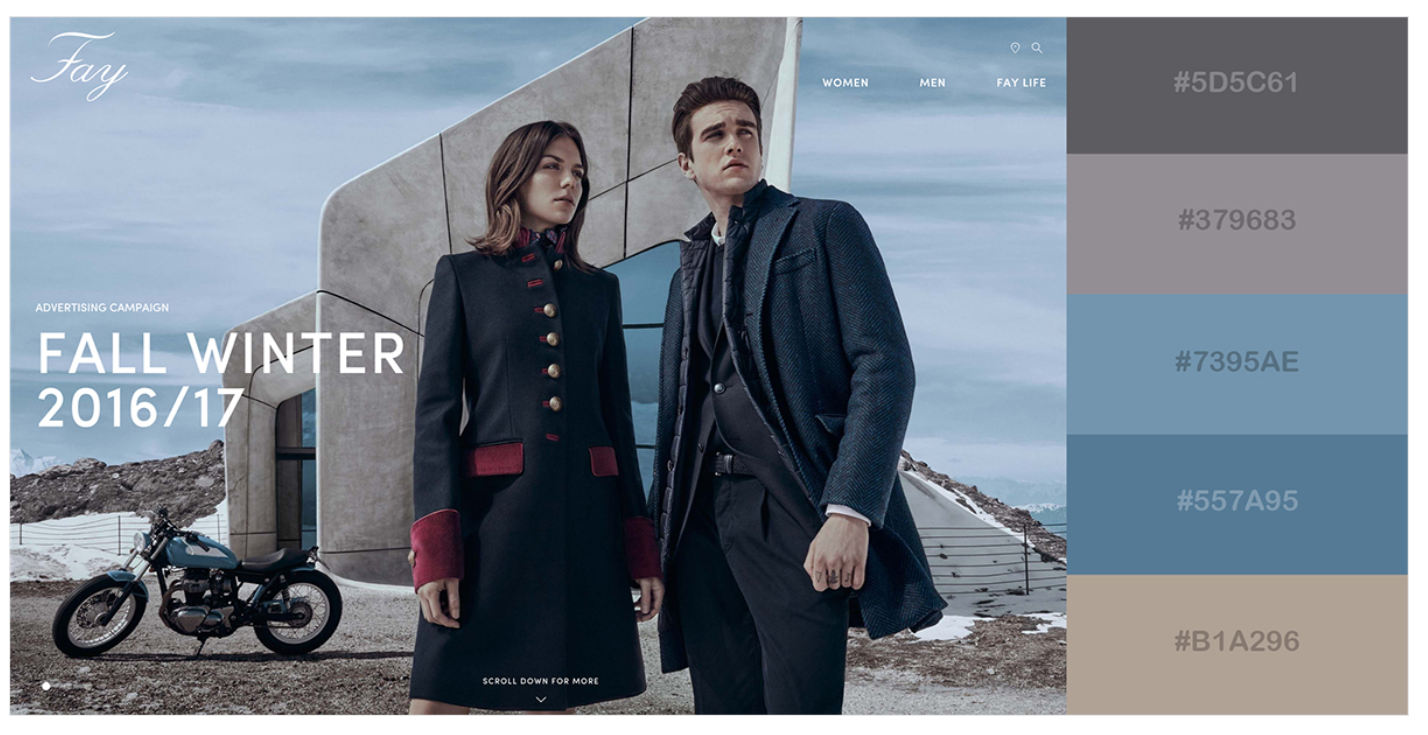 Fay
WOMEN MEN FAY LIFE
ADVERTISING CAMPAIGN
FALL WINTER
2016/17
SCROLL DOWN FOR MORE
#5D5C61
#379683
#7395AE
#557A95
#B1A296